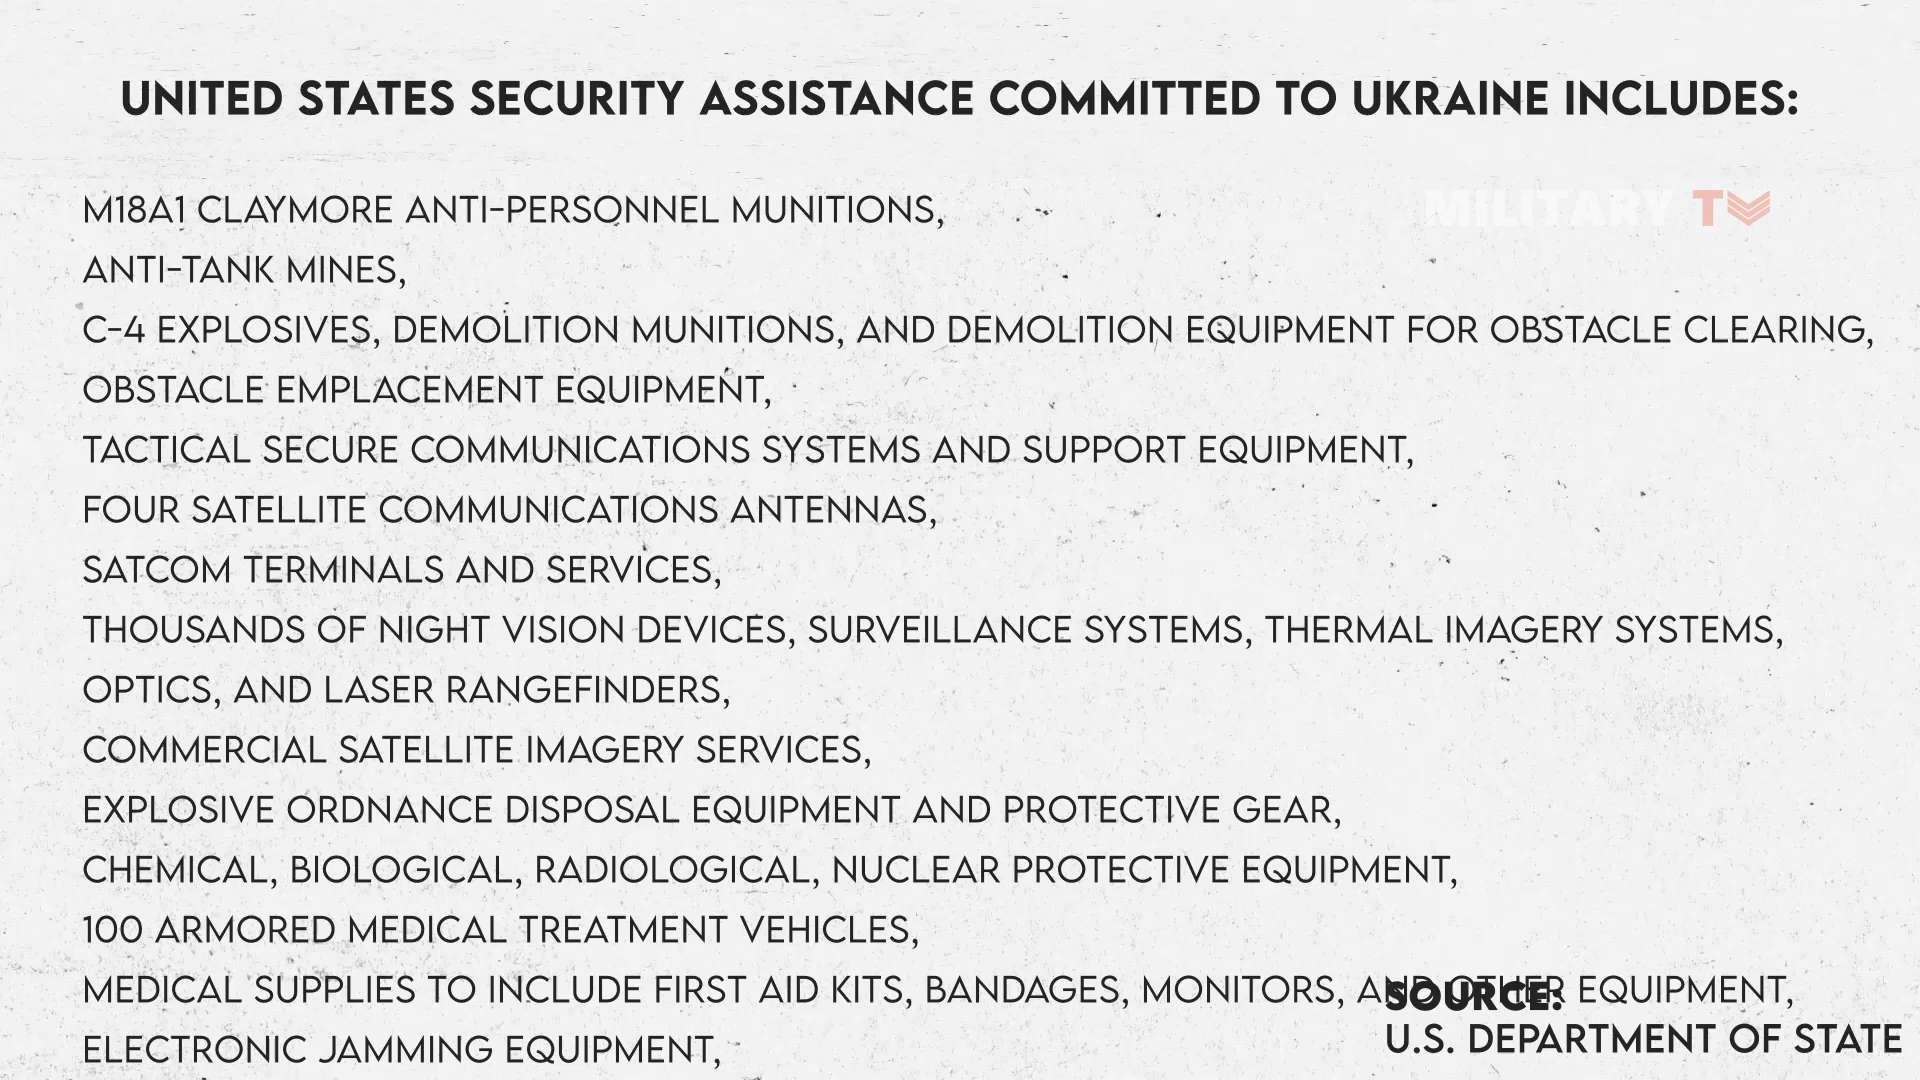 UNITED STATES SECURITY ASSISTANCE COMMITTED TO UKRAINE INCLUDES:
MILITARY TV
M18A1 CLAYMORE ANTI-PERSONNEL MUNITIONS,
ANTI-TANK MINES,
C-4 EXPLOSIVES, DEMOLITION MUNITIONS, AND DEMOLITION EQUIPMENT FOR OBSTACLE CLEARING,
OBSTACLE EMPLACEMENT EQUIPMENT,
TACTICAL SECURE COMMUNICATIONS SYSTEMS AND SUPPORT EQUIPMENT,
FOUR SATELLITE COMMUNICATIONS ANTENNAS,
SATCOM TERMINALS AND SERVICES,
THOUSANDS OF NIGHT VISION DEVICES, SURVEILLANCE SYSTEMS, THERMAL IMAGERY SYSTEMS,
OPTICS, AND LASER RANGEFINDERS,
COMMERCIAL SATELLITE IMAGERY SERVICES,
EXPLOSIVE ORDNANCE DISPOSAL EQUIPMENT AND PROTECTIVE GEAR,
CHEMICAL, BIOLOGICAL, RADIOLOGICAL, NUCLEAR PROTECTIVE EQUIPMENT,
100 ARMORED MEDICAL TREATMENT VEHICLES,
MEDICAL SUPPLIES TO INCLUDE FIRST AID KITS, BANDAGES, MONITORS, AND OTHER EQUIPMENT,
ELECTRONIC JAMMING EQUIPMENT,
SOURCE:
U.S. DEPARTMENT OF STATE